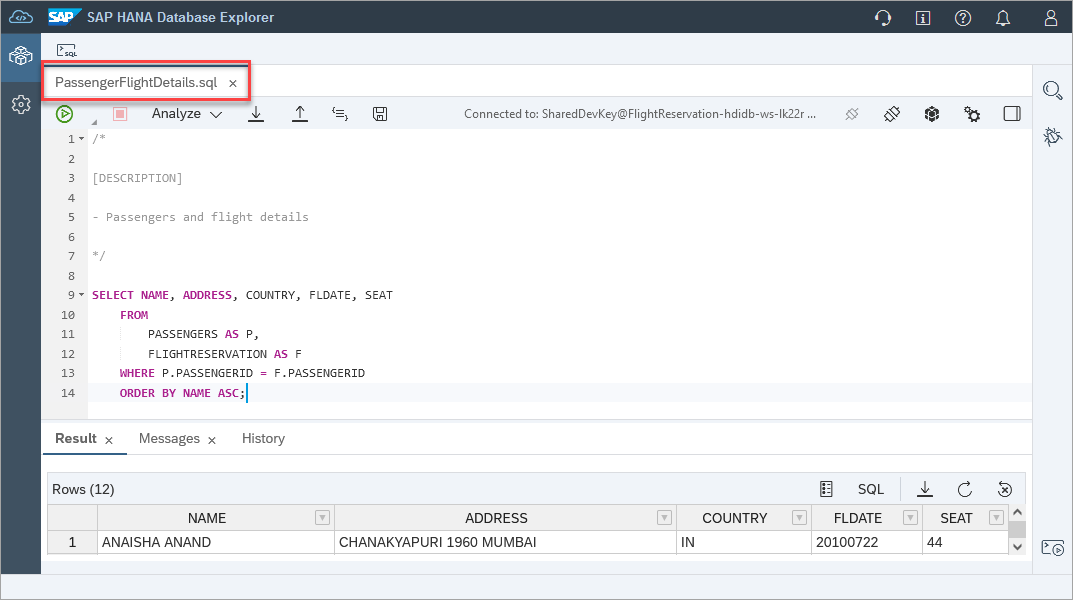 SAP SAP HANA Database Explorer
SQL
PassengerFlightDetails.sql ×
Analyze Connected to: SharedDevKey@FlightReservation-hdidb-ws-lk22r ...
1 /*
2
3 [DESCRIPTION]
4
5 - Passengers and flight details
6
7 */
8
9 SELECT NAME, ADDRESS, COUNTRY, FLDATE, SEAT
10 FROM
11 PASSENGERS AS P,
12 FLIGHTRESERVATION AS F
13 WHERE P.PASSENGERID = F.PASSENGERID
14 ORDER BY NAME ASC;
Result × Messages × History
Rows (12) SQL
NAME ADDRESS COUNTRY FLDATE SEAT
1 ANAISHA ANAND CHANAKYAPURI 1960 MUMBAI IN 20100722 44